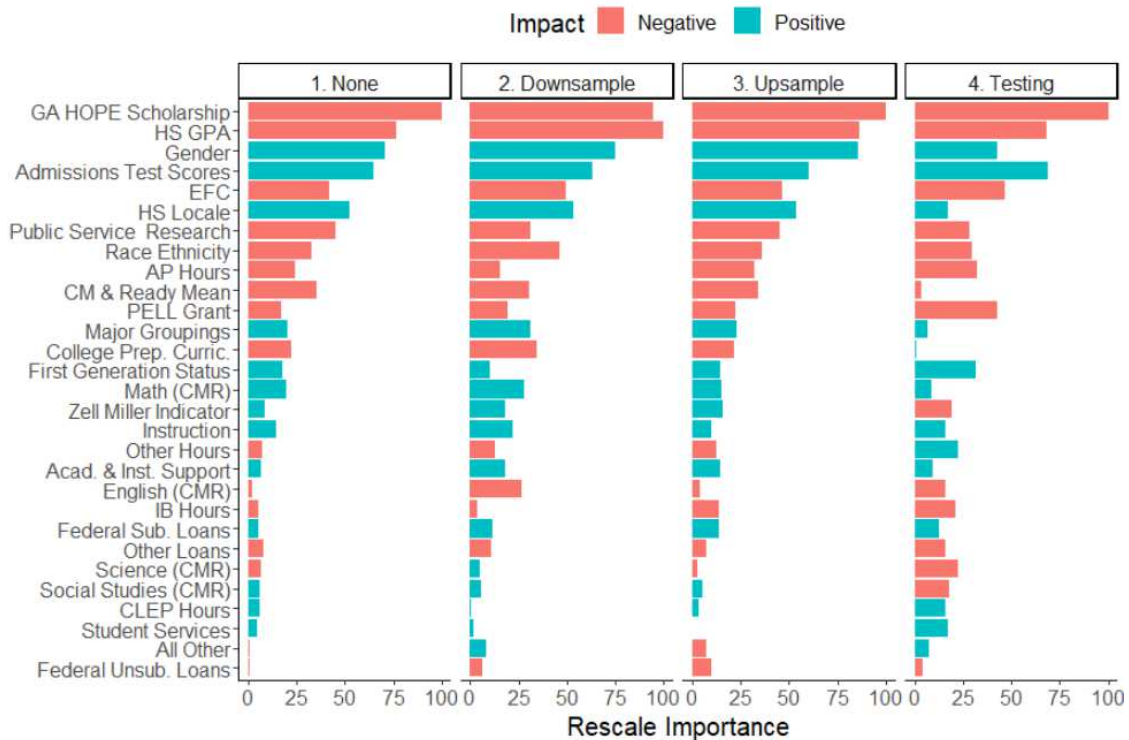 Impact Negative Positive
1. None 2. Downsample 3. Upsample 4. Testing
GA HOPE Scholarship
HS GPA
Gender
Admissions Test Scores
EFC
HS Locale
Public Service Research
Race Ethnicity
AP Hours
CM & Ready Mean
PELL Grant
Major Groupings
College Prep. Curric.
First Generation Status
Math (CMR)
Zell Miller Indicator
Instruction
Other Hours
Acad. & Inst. Support
English (CMR)
IB Hours
Federal Sub. Loans
Other Loans
Science (CMR)
Social Studies (CMR)
CLEP Hours
Student Services
All Other
Federal Unsub. Loans
0 25 50 75 100 0 25 50 75 100 0 25 50 75 100 0 25 50 75 100
Rescale Importance